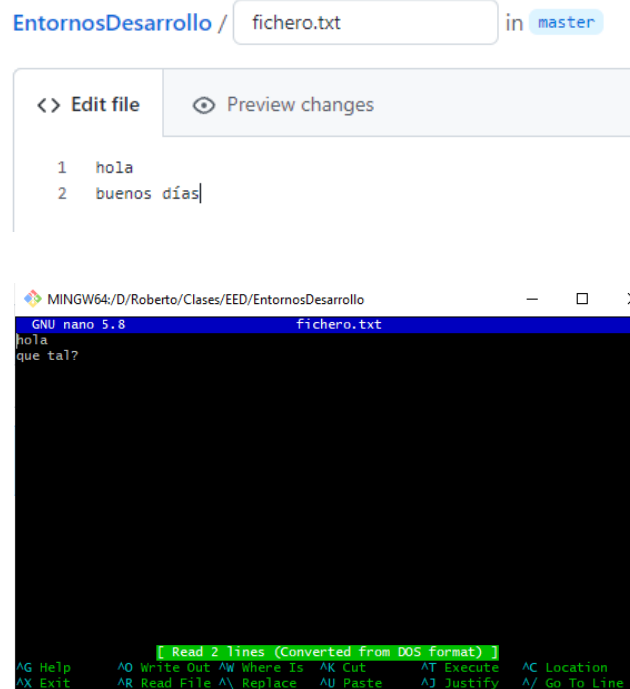 EntornosDesarrollo / fichero.txt in master
<> Edit file Preview changes
1 hola
2 buenos días
MINGW64:/D/Roberto/Clases/EED/EntornosDesarrollo
GNU nano 5.8 fichero.txt
hola
que tal?
[ Read 2 lines (Converted from DOS format) ]
^G Help ^O Write Out ^W Where Is ^K Cut ^T Execute ^C Location
^X Exit ^R Read File ^\ Replace ^U Paste ^J Justify ^/ Go To Line